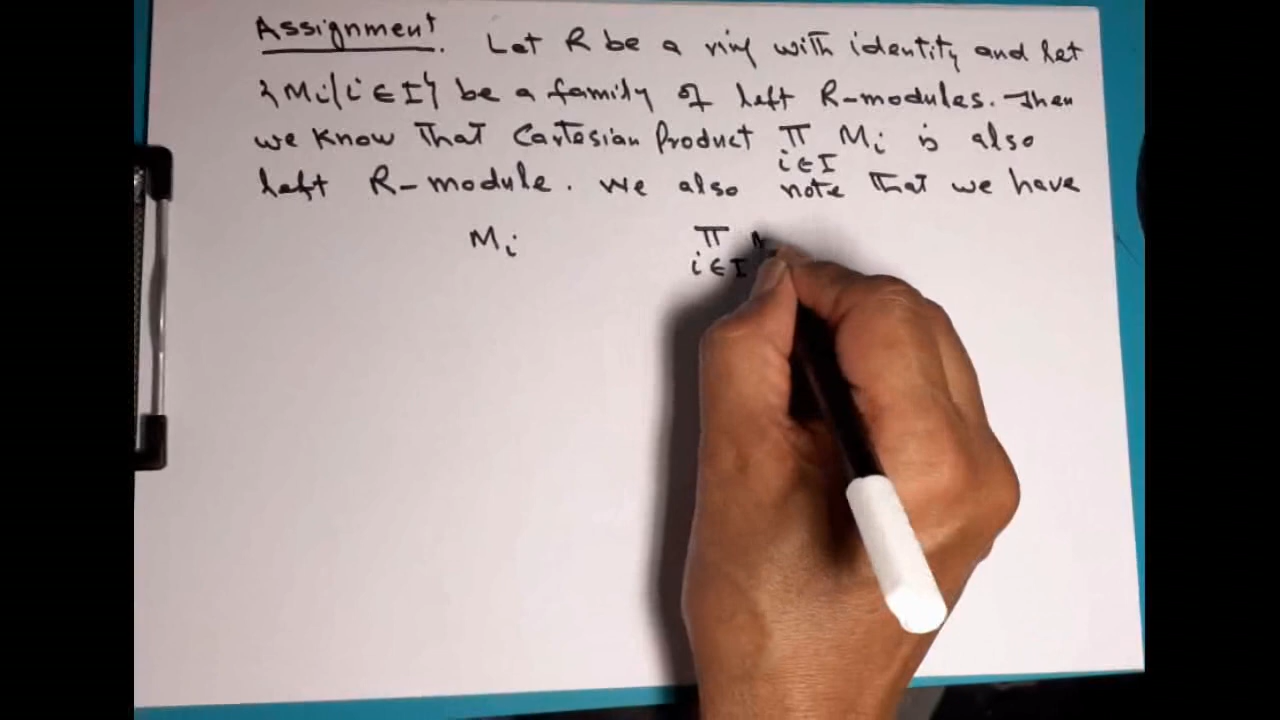 Assignment. Let R be a ring with identity and let
{Mi | i ∈ I} be a family of left R-modules. Then
we know that Cartesian Product Π Mi is also
i ∈ I
left R-module. We also note that we have
Mi Π
i ∈ I